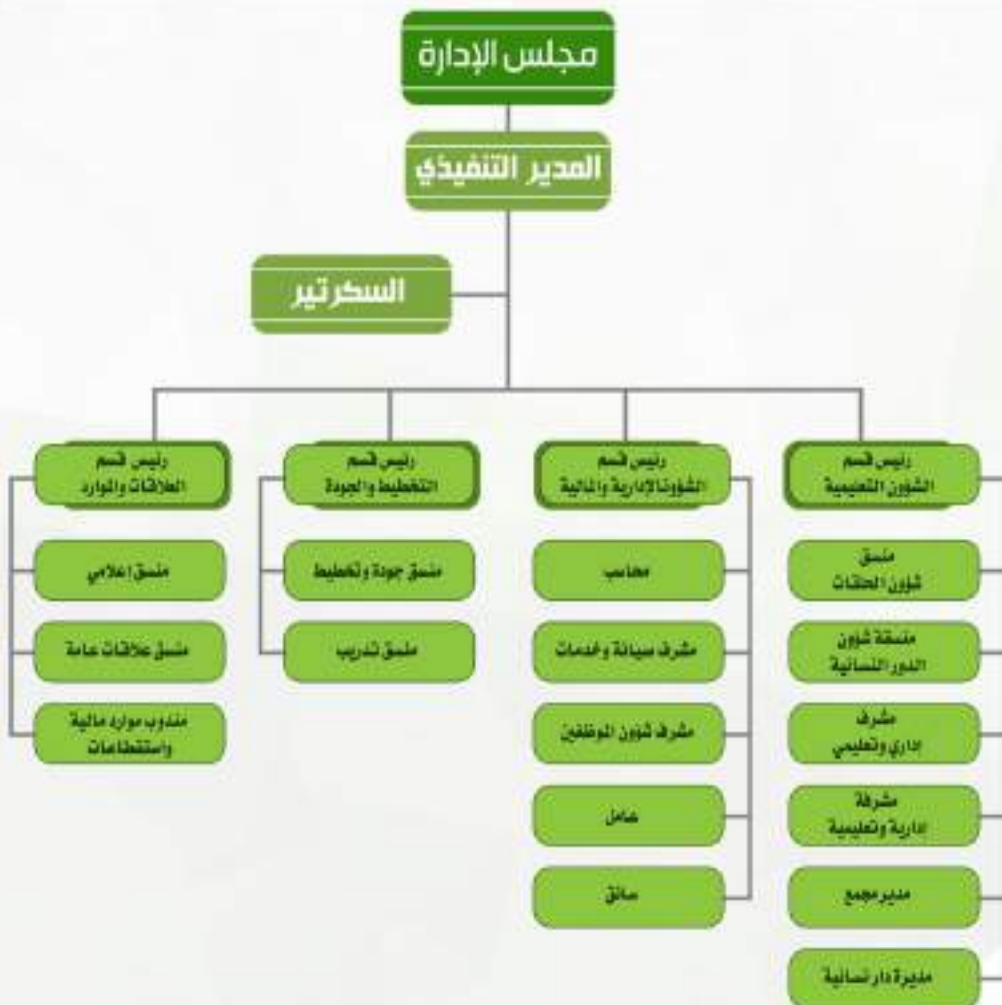 مجلس الإدارة
المدير التنفيذي
السكرتير
رئيس قسم
الشؤون التعليمية
منسق
شؤون الحلقات
منسقة شؤون
الدور النسائية
مشرف
إداري وتعليمي
مشرفة
إدارية وتعليمية
مدير مجمع
مديرة دار نسائية
رئيس قسم
الشؤون الإدارية والمالية
محاسب
مشرف صيانة وخدمات
مشرف شؤون الموظفين
عامل
سائق
رئيس قسم
التخطيط والجودة
منسق جودة وتخطيط
منسق تدريب
رئيس قسم
العلاقات والموارد
منسق اعلامي
منسق علاقات عامة
مندوب موارد مالية
واستقطاعات